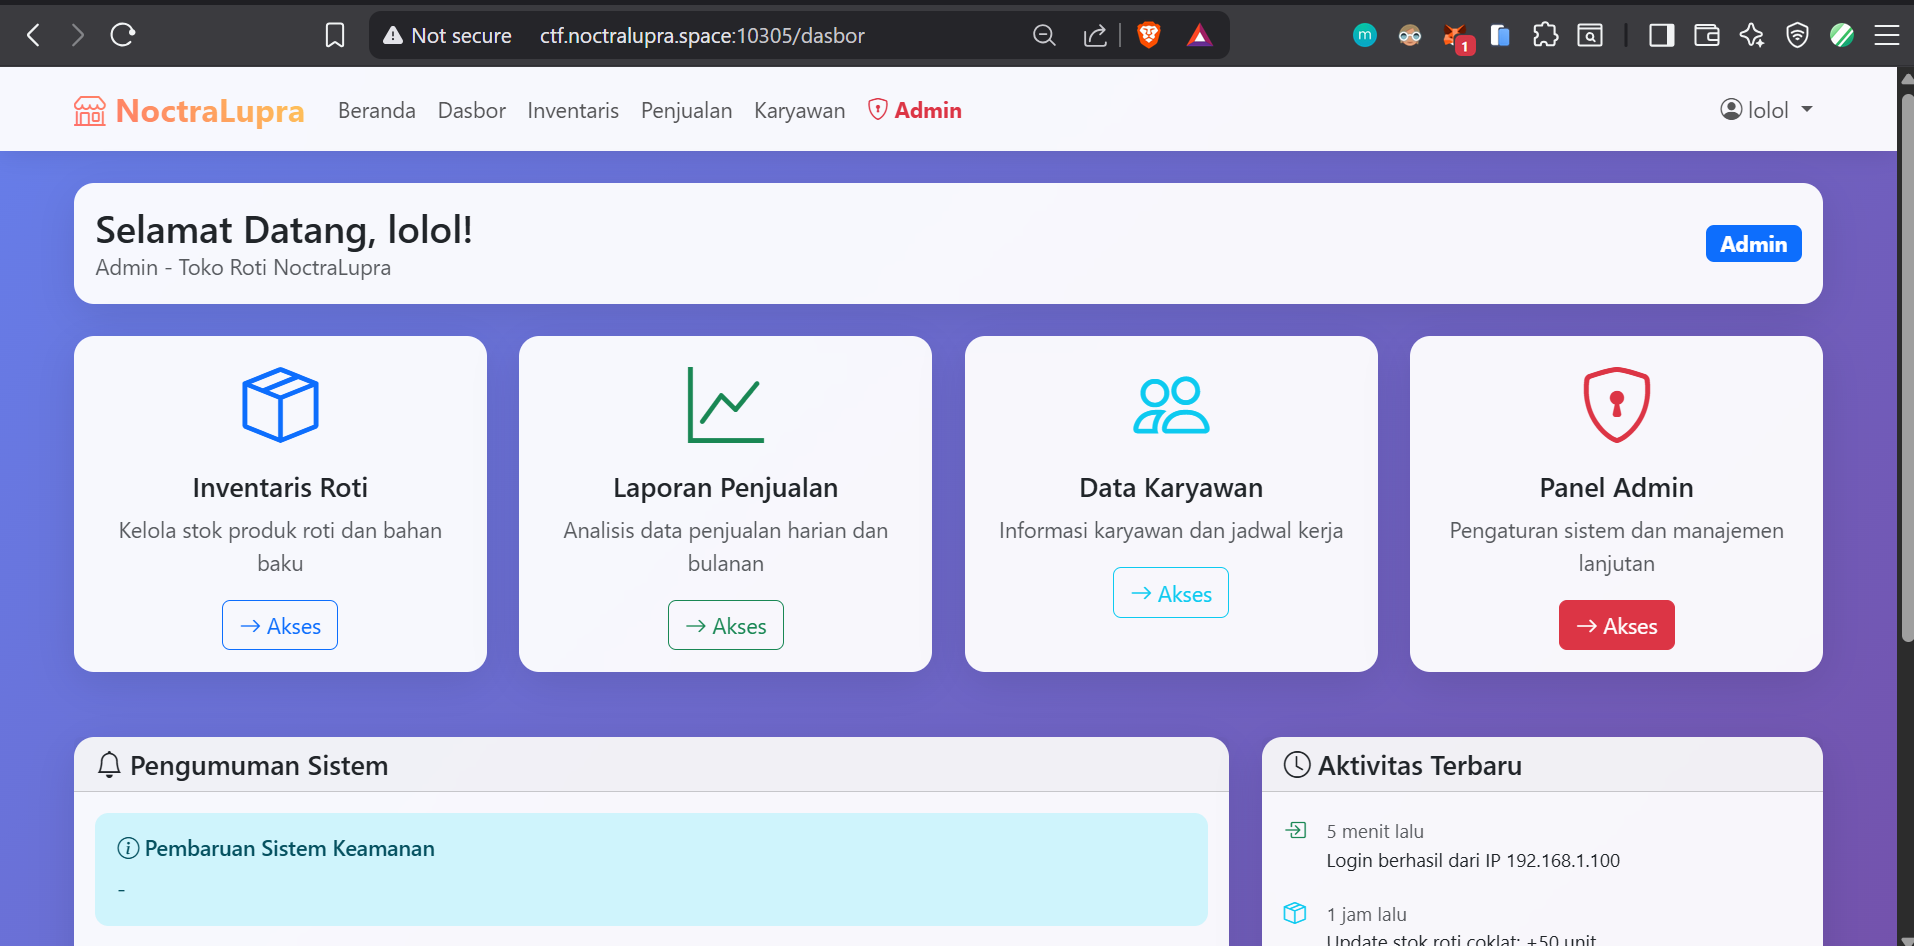 Not secure ctf.noctralupra.space:10305/dasbor
m
1
NoctraLupra Beranda Dasbor Inventaris Penjualan Karyawan Admin lolol
Selamat Datang, lolol!
Admin - Toko Roti NoctraLupra
Admin
Inventaris Roti
Kelola stok produk roti dan bahan
baku
Akses
Laporan Penjualan
Analisis data penjualan harian dan
bulanan
Akses
Data Karyawan
Informasi karyawan dan jadwal kerja
Akses
Panel Admin
Pengaturan sistem dan manajemen
lanjutan
Akses
Pengumuman Sistem
Pembaruan Sistem Keamanan
-
Aktivitas Terbaru
5 menit lalu
Login berhasil dari IP 192.168.1.100
1 jam lalu
Update stok roti coklat: +50 unit